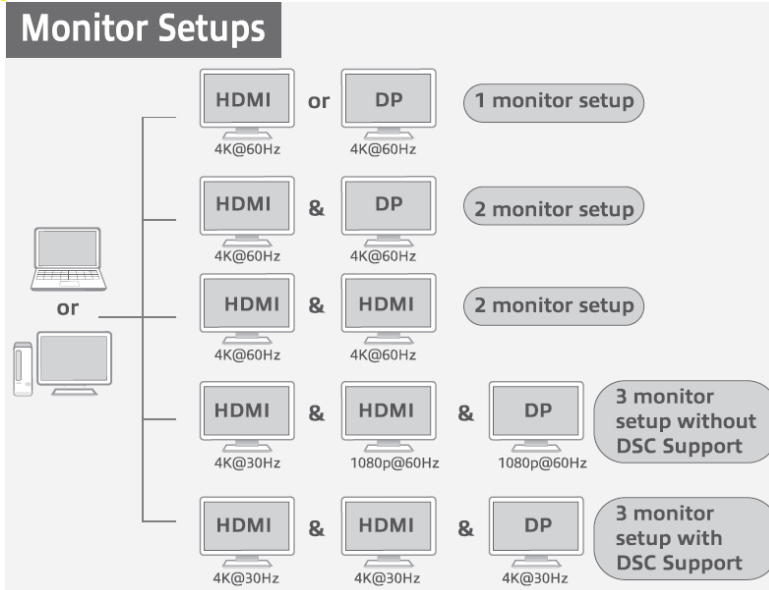 Monitor Setups
HDMI or DP 1 monitor setup
4K@60Hz 4K@60Hz
HDMI & DP 2 monitor setup
4K@60Hz 4K@60Hz
or
HDMI & HDMI 2 monitor setup
4K@60Hz 4K@60Hz
HDMI & HDMI & DP
4K@30Hz 1080p@60Hz 1080p@60Hz
3 monitor
setup without
DSC Support
HDMI & HDMI & DP
4K@30Hz 4K@30Hz 4K@30Hz
3 monitor
setup with
DSC Support